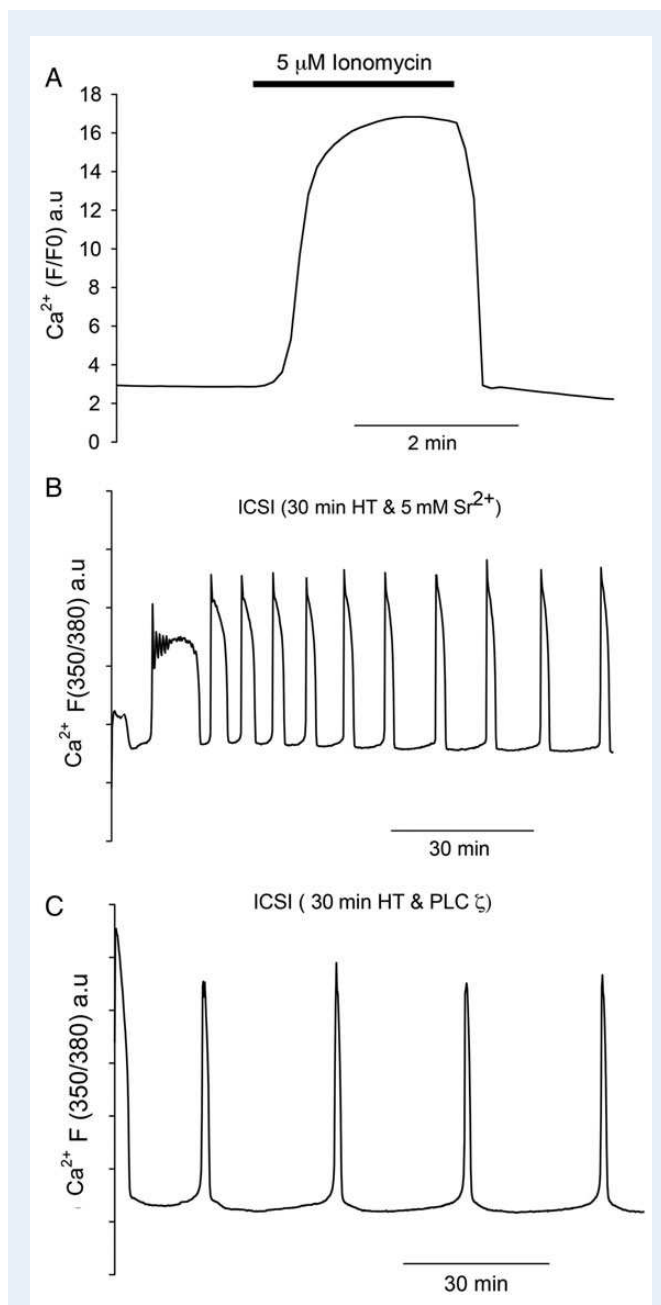 A
5 μM Ionomycin
Ca²⁺ (F/F0) a.u
18
16
14
12
10
8
6
4
2
0
2 min
B
ICSI (30 min HT & 5 mM Sr²⁺)
Ca²⁺ F(350/380) a.u
30 min
C
ICSI ( 30 min HT & PLC ζ)
Ca²⁺ F (350/380) a.u
30 min